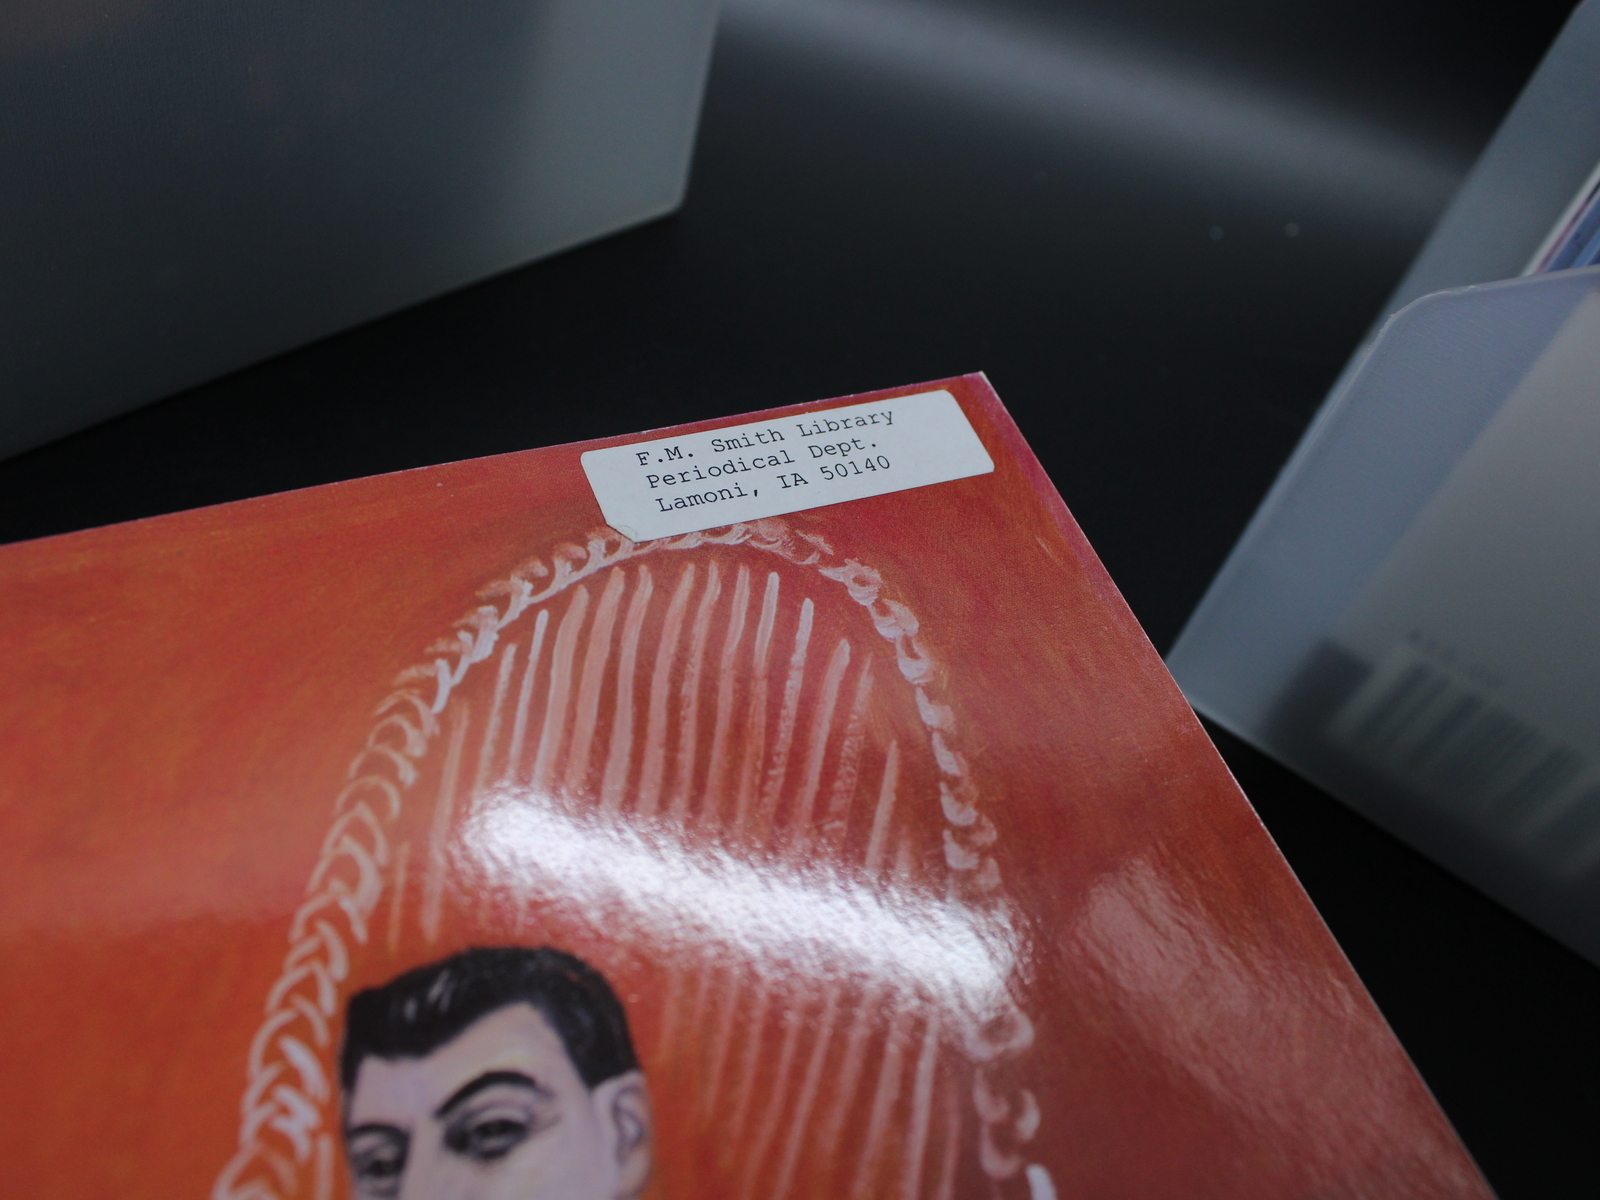 F.M. Smith Library
Periodical Dept.
Lamoni, IA 50140